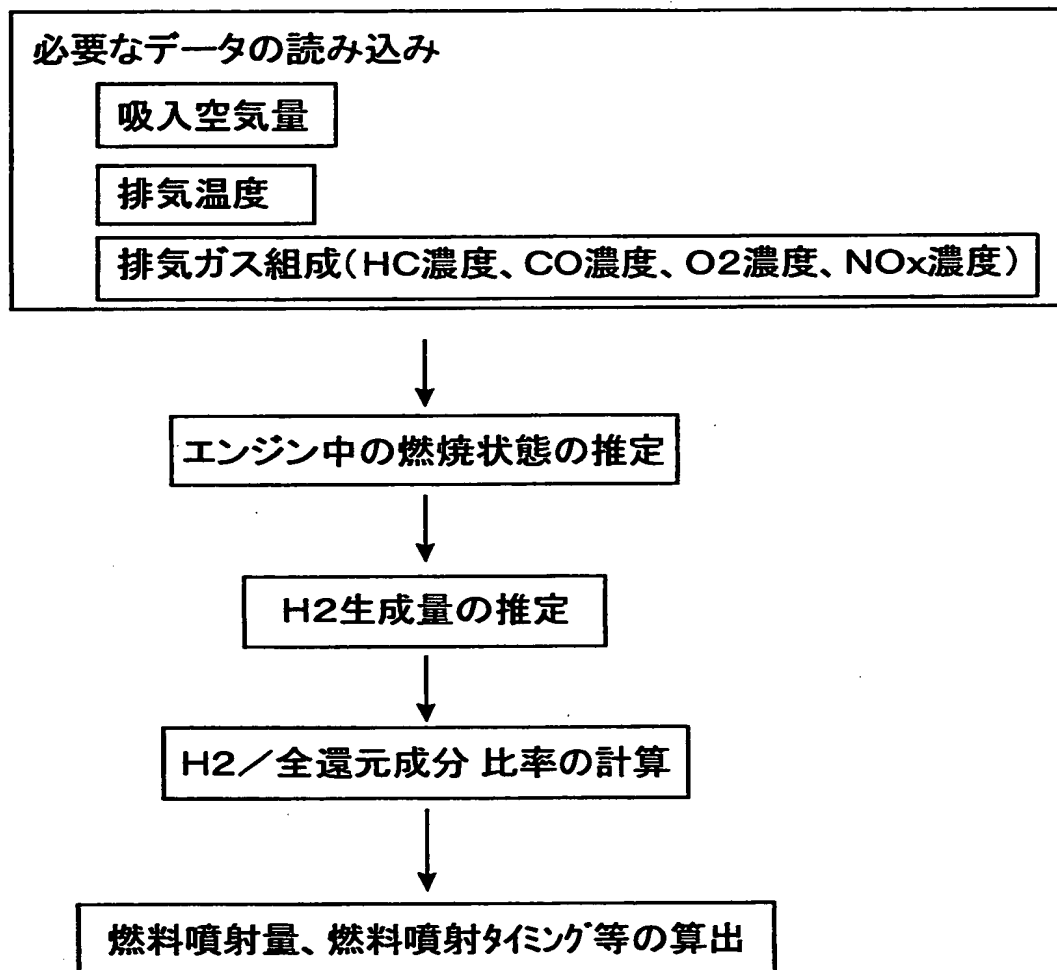 必要なデータの読み込み
吸入空気量
排気温度
排気ガス組成(HC濃度、CO濃度、O2濃度、NOx濃度)
エンジン中の燃焼状態の推定
H2生成量の推定
H2／全還元成分 比率の計算
燃料噴射量、燃料噴射ﾀｲﾐﾝｸﾞ等の算出